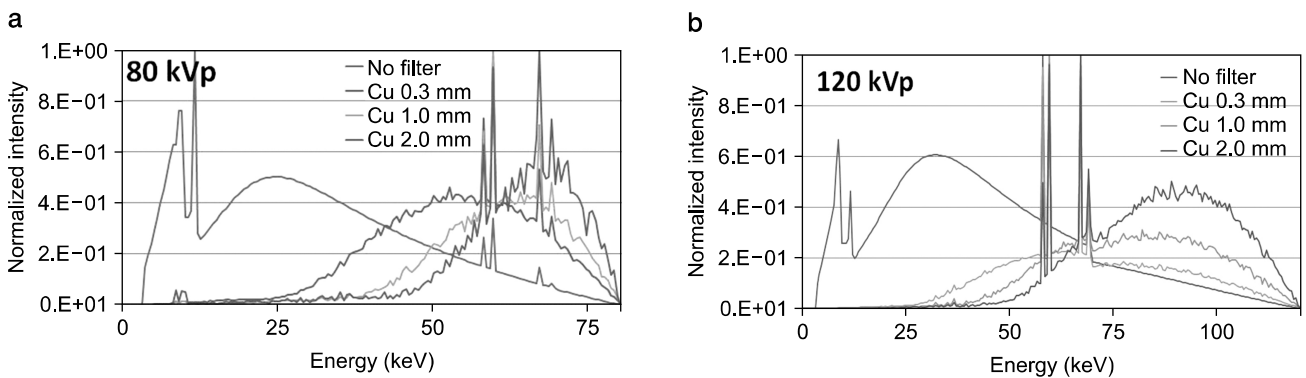 a
80 kVp
1.E+00
8.E−01
6.E−01
4.E−01
2.E−01
0.E+01
Normalized intensity
No filter
Cu 0.3 mm
Cu 1.0 mm
Cu 2.0 mm
0
25
50
75
Energy (keV)
b
120 kVp
1.E+00
8.E−01
6.E−01
4.E−01
2.E−01
0.E+01
Normalized intensity
No filter
Cu 0.3 mm
Cu 1.0 mm
Cu 2.0 mm
0
25
50
75
100
Energy (keV)